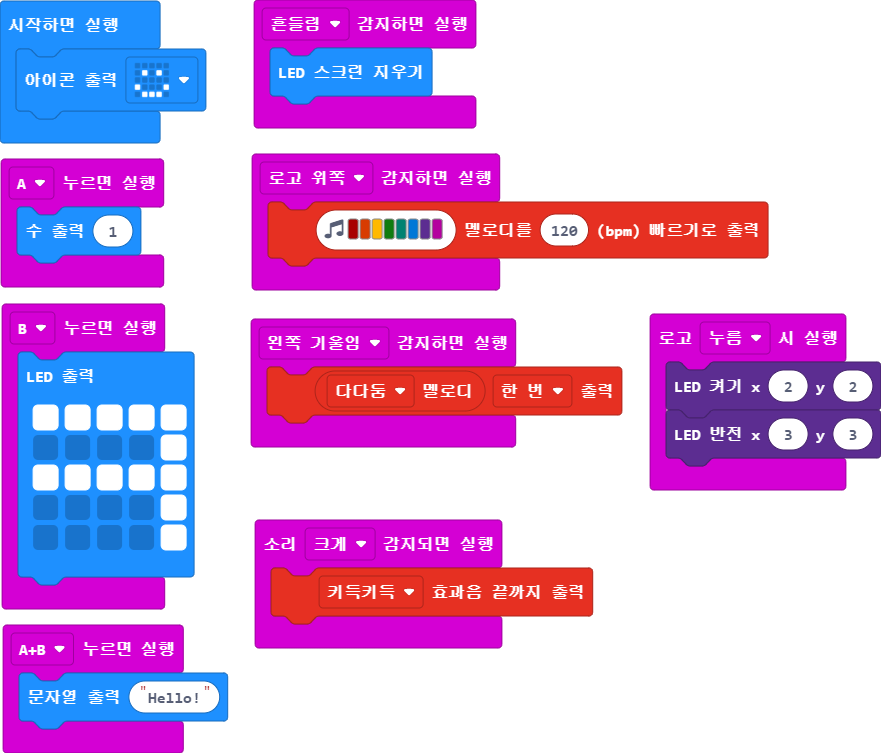 시작하면 실행
아이콘 출력
A 누르면 실행
수 출력 1
B 누르면 실행
LED 출력
A+B 누르면 실행
문자열 출력 "Hello!"
흔들림 감지하면 실행
LED 스크린 지우기
로고 위쪽 감지하면 실행
멜로디를 120 (bpm) 빠르기로 출력
왼쪽 기울임 감지하면 실행
다다둠 멜로디 한 번 출력
소리 크게 감지되면 실행
키득키득 효과음 끝까지 출력
로고 누름 시 실행
LED 켜기 x 2 y 2
LED 반전 x 3 y 3